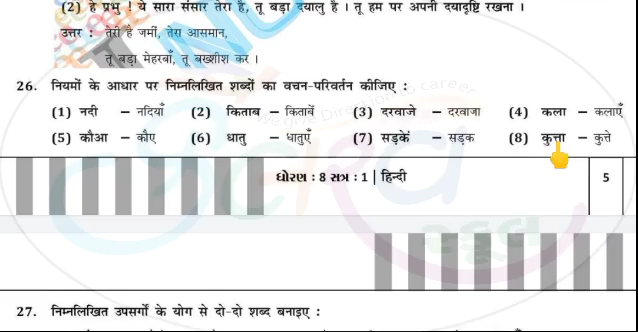 (2) हे प्रभु ! ये सारा संसार तेरा है, तू बड़ा दयालु है । तू हम पर अपनी दयादृष्टि रखना ।
उत्तर : तेरी है जमीं, तेरा आसमान,
तू बड़ा मेहरबाँ, तू बख्शीश कर ।
26. नियमों के आधार पर निम्नलिखित शब्दों का वचन-परिवर्तन कीजिए :
(1) नदी – नदियाँ (2) किताब – किताबें (3) दरवाजे – दरवाजा (4) कला – कलाएँ
(5) कौआ – कौए (6) धातु – धातुएँ (7) सड़कें – सड़क (8) कुत्ता – कुत्ते
ધોરણ : 8 સત્ર : 1 | हिन्दी 5
27. निम्नलिखित उपसर्गों के योग से दो-दो शब्द बनाइए :